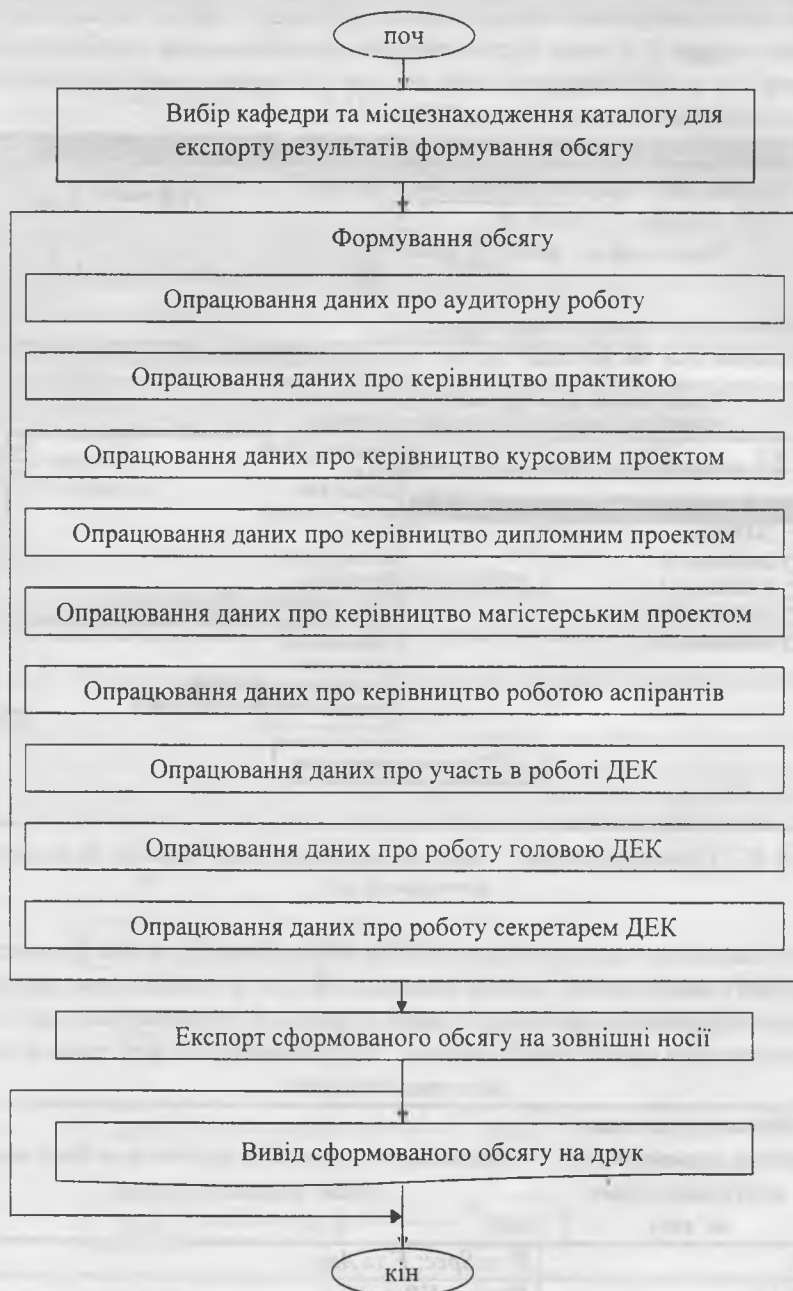 поч
Вибір кафедри та місцезнаходження каталогу для
експорту результатів формування обсягу
Формування обсягу
Опрацювання даних про аудиторну роботу
Опрацювання даних про керівництво практикою
Опрацювання даних про керівництво курсовим проектом
Опрацювання даних про керівництво дипломним проектом
Опрацювання даних про керівництво магістерським проектом
Опрацювання даних про керівництво роботою аспірантів
Опрацювання даних про участь в роботі ДЕК
Опрацювання даних про роботу головою ДЕК
Опрацювання даних про роботу секретарем ДЕК
Експорт сформованого обсягу на зовнішні носії
Вивід сформованого обсягу на друк
кін